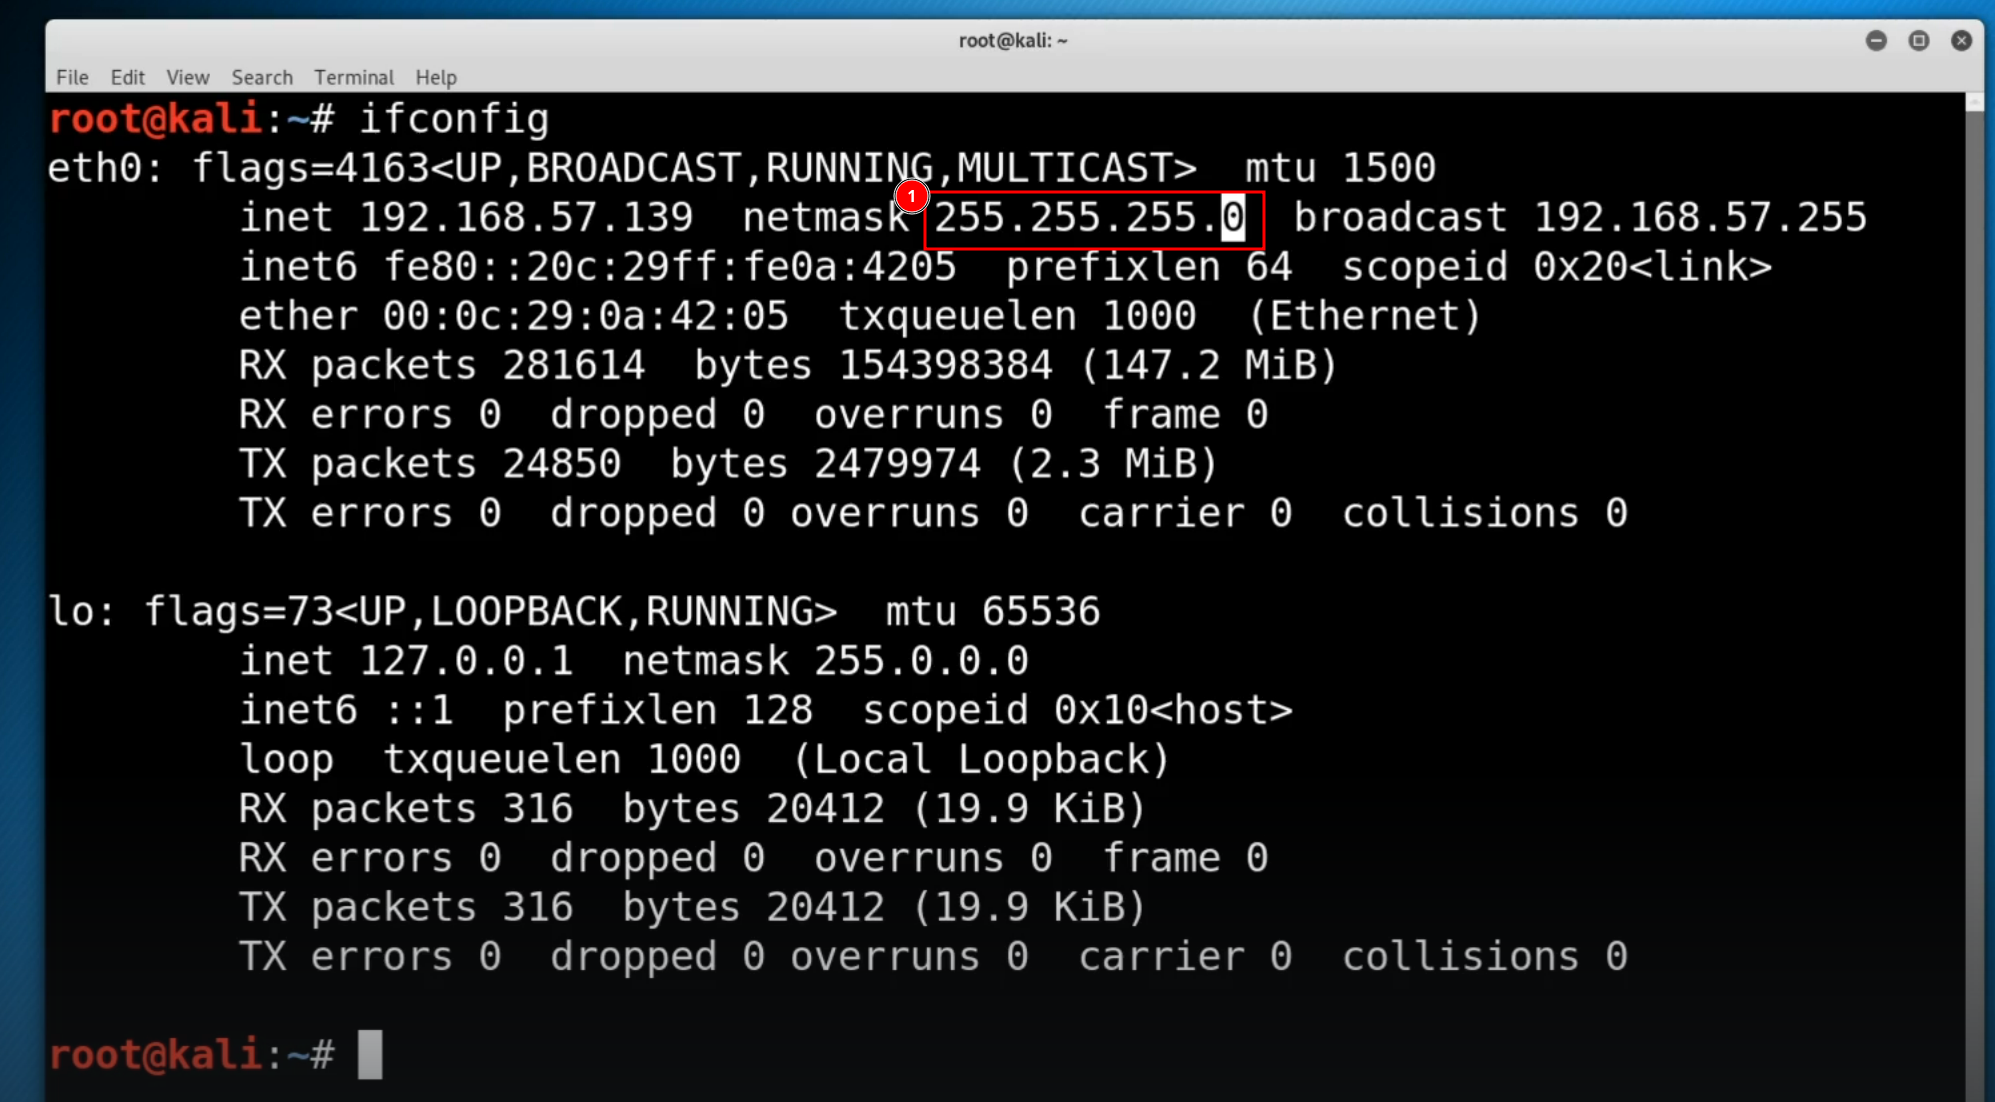 root@kali: ~
File Edit View Search Terminal Help
root@kali:~# ifconfig
eth0: flags=4163<UP,BROADCAST,RUNNING,MULTICAST>  mtu 1500
1
        inet 192.168.57.139  netmask 255.255.255.0  broadcast 192.168.57.255
        inet6 fe80::20c:29ff:fe0a:4205  prefixlen 64  scopeid 0x20<link>
        ether 00:0c:29:0a:42:05  txqueuelen 1000  (Ethernet)
        RX packets 281614  bytes 154398384 (147.2 MiB)
        RX errors 0  dropped 0  overruns 0  frame 0
        TX packets 24850  bytes 2479974 (2.3 MiB)
        TX errors 0  dropped 0 overruns 0  carrier 0  collisions 0

lo: flags=73<UP,LOOPBACK,RUNNING>  mtu 65536
        inet 127.0.0.1  netmask 255.0.0.0
        inet6 ::1  prefixlen 128  scopeid 0x10<host>
        loop  txqueuelen 1000  (Local Loopback)
        RX packets 316  bytes 20412 (19.9 KiB)
        RX errors 0  dropped 0  overruns 0  frame 0
        TX packets 316  bytes 20412 (19.9 KiB)
        TX errors 0  dropped 0 overruns 0  carrier 0  collisions 0

root@kali:~#